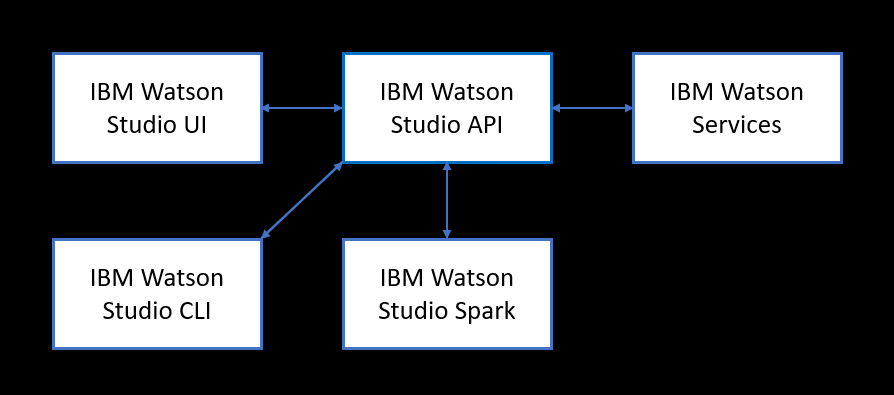 IBM Watson
Studio UI
IBM Watson
Studio API
IBM Watson
Services
IBM Watson
Studio CLI
IBM Watson
Studio Spark